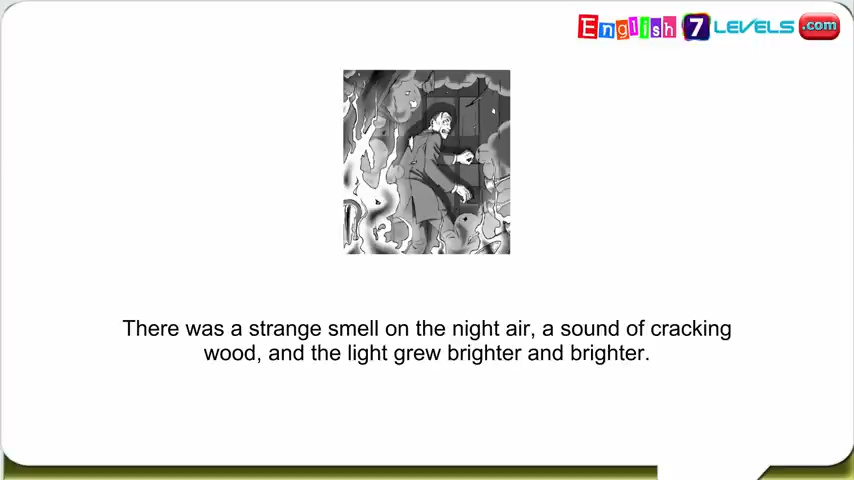 English 7 LEVELS .com
There was a strange smell on the night air, a sound of cracking
wood, and the light grew brighter and brighter.